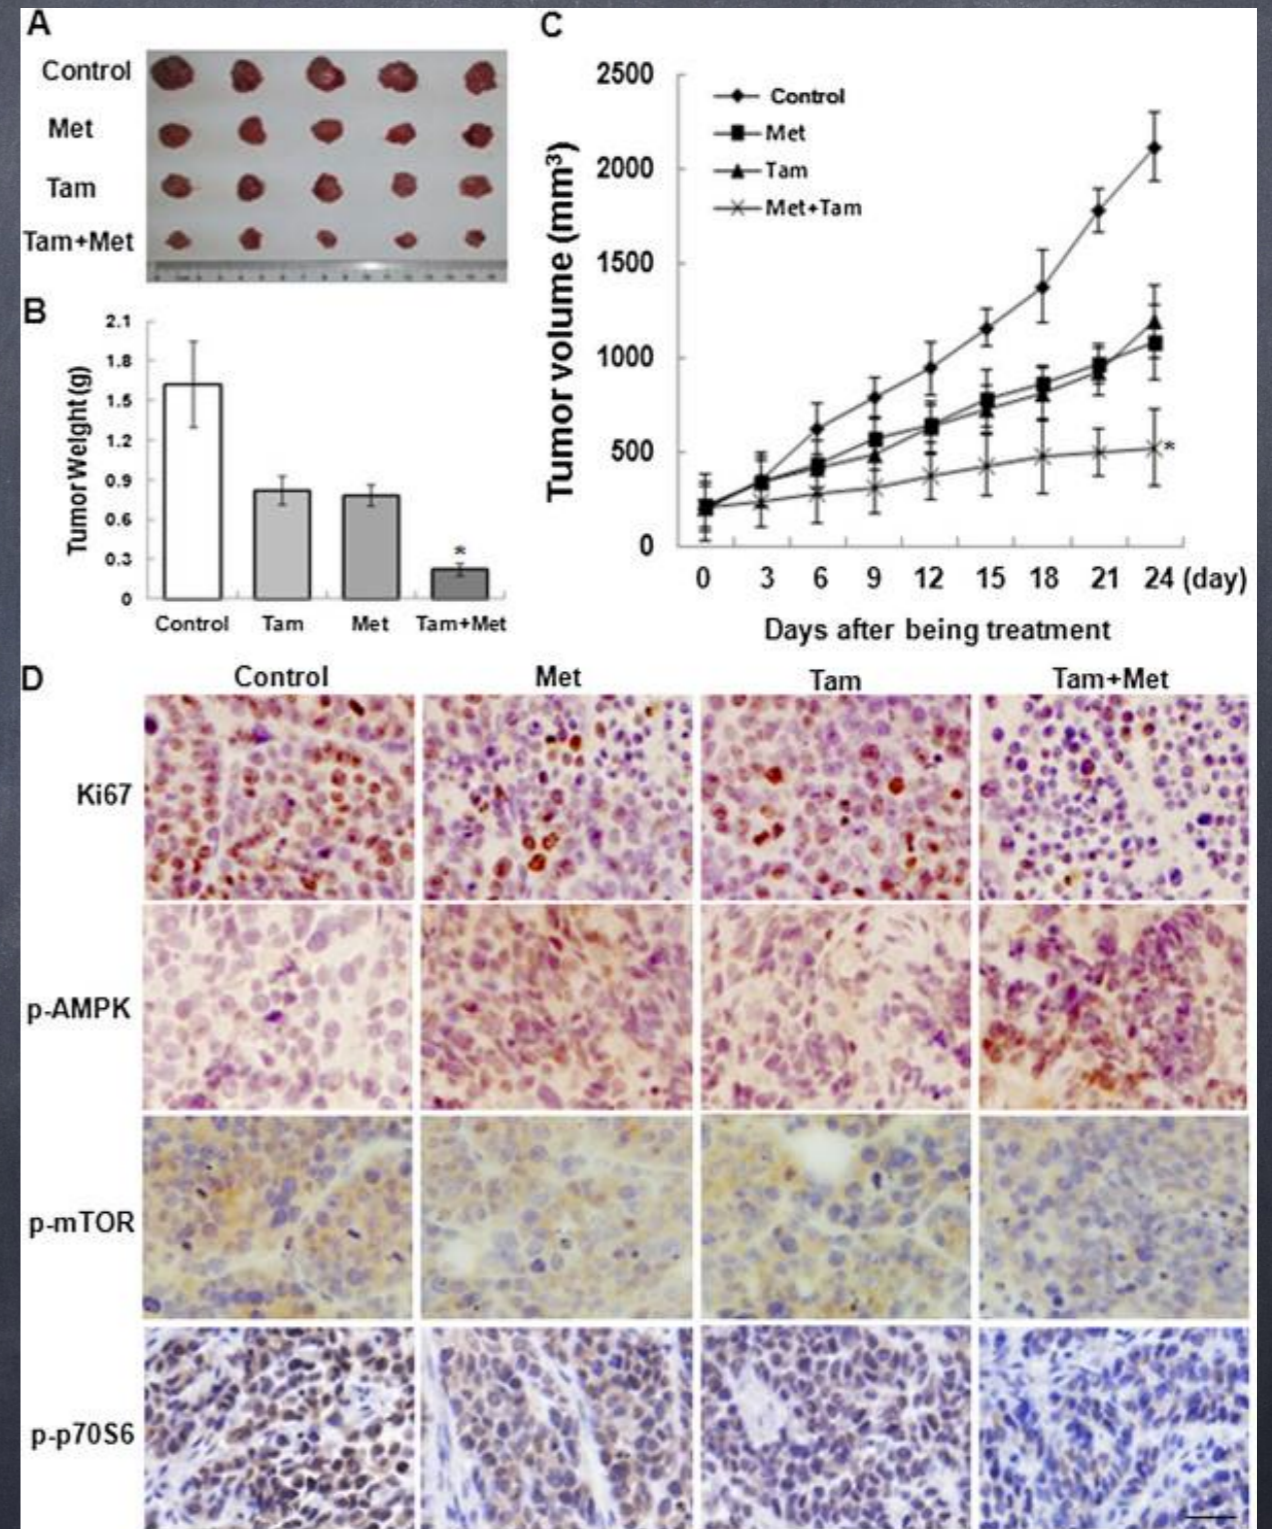 A
Control
Met
Tam
Tam+Met
B
Tumor Weight (g)
2.1
1.8
1.5
1.2
0.9
0.6
0.3
0
Control Tam Met Tam+Met
*
C
Tumor volume (mm³)
2500
2000
1500
1000
500
0
Control
Met
Tam
Met+Tam
*
0 3 6 9 12 15 18 21 24 (day)
Days after being treatment
D
Control Met Tam Tam+Met
Ki67
p-AMPK
p-mTOR
p-p70S6